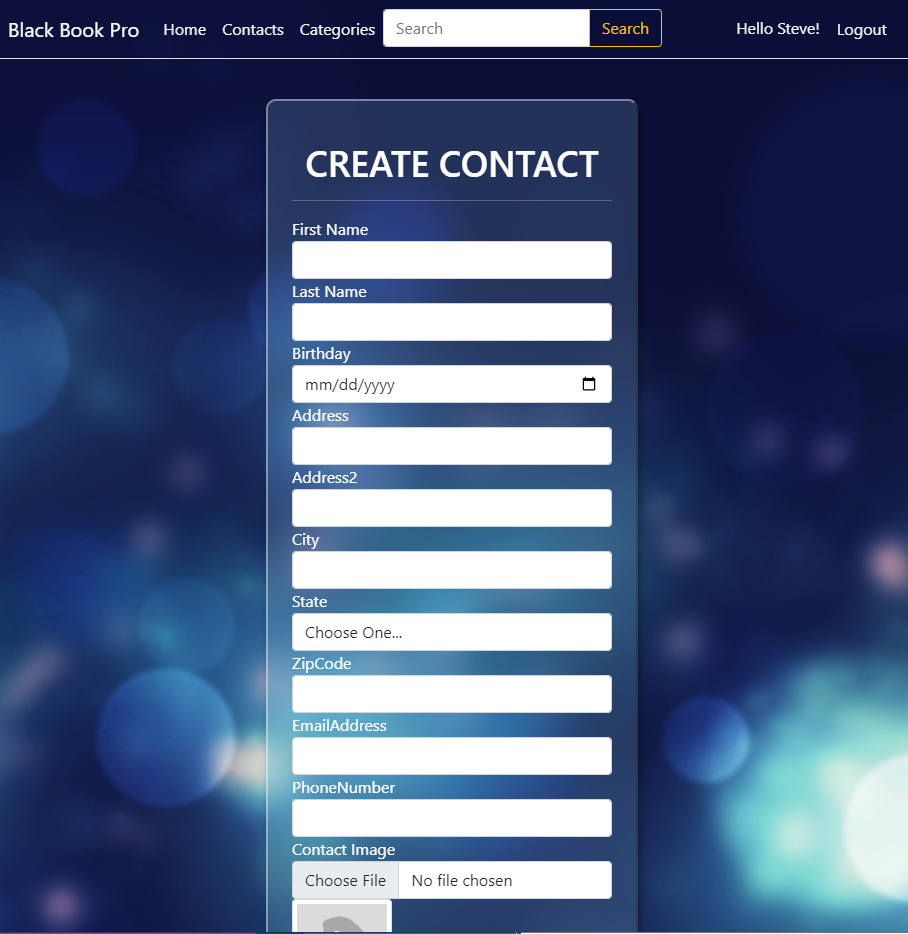 Black Book Pro Home Contacts Categories Search Search Hello Steve! Logout
CREATE CONTACT
First Name
Last Name
Birthday
mm/dd/yyyy
Address
Address2
City
State
Choose One...
ZipCode
EmailAddress
PhoneNumber
Contact Image
Choose File No file chosen